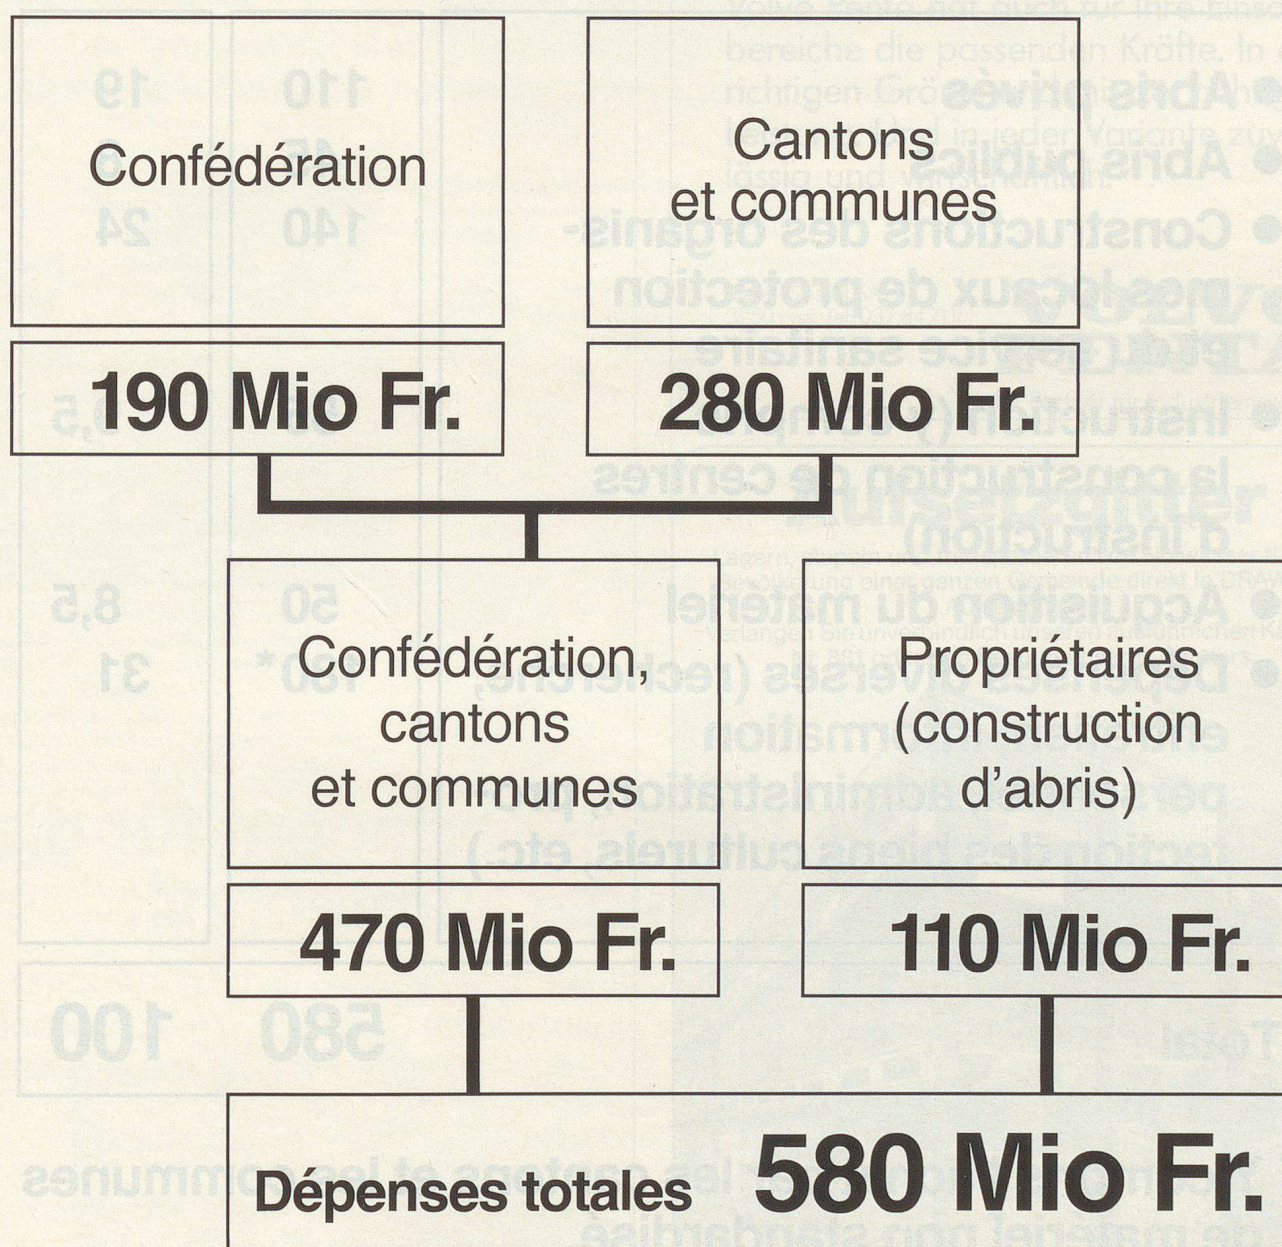 Confédération
Cantons
et communes
190 Mio Fr.
280 Mio Fr.
Confédération,
cantons
et communes
Propriétaires
(construction
d'abris)
470 Mio Fr.
110 Mio Fr.
Dépenses totales 580 Mio Fr.